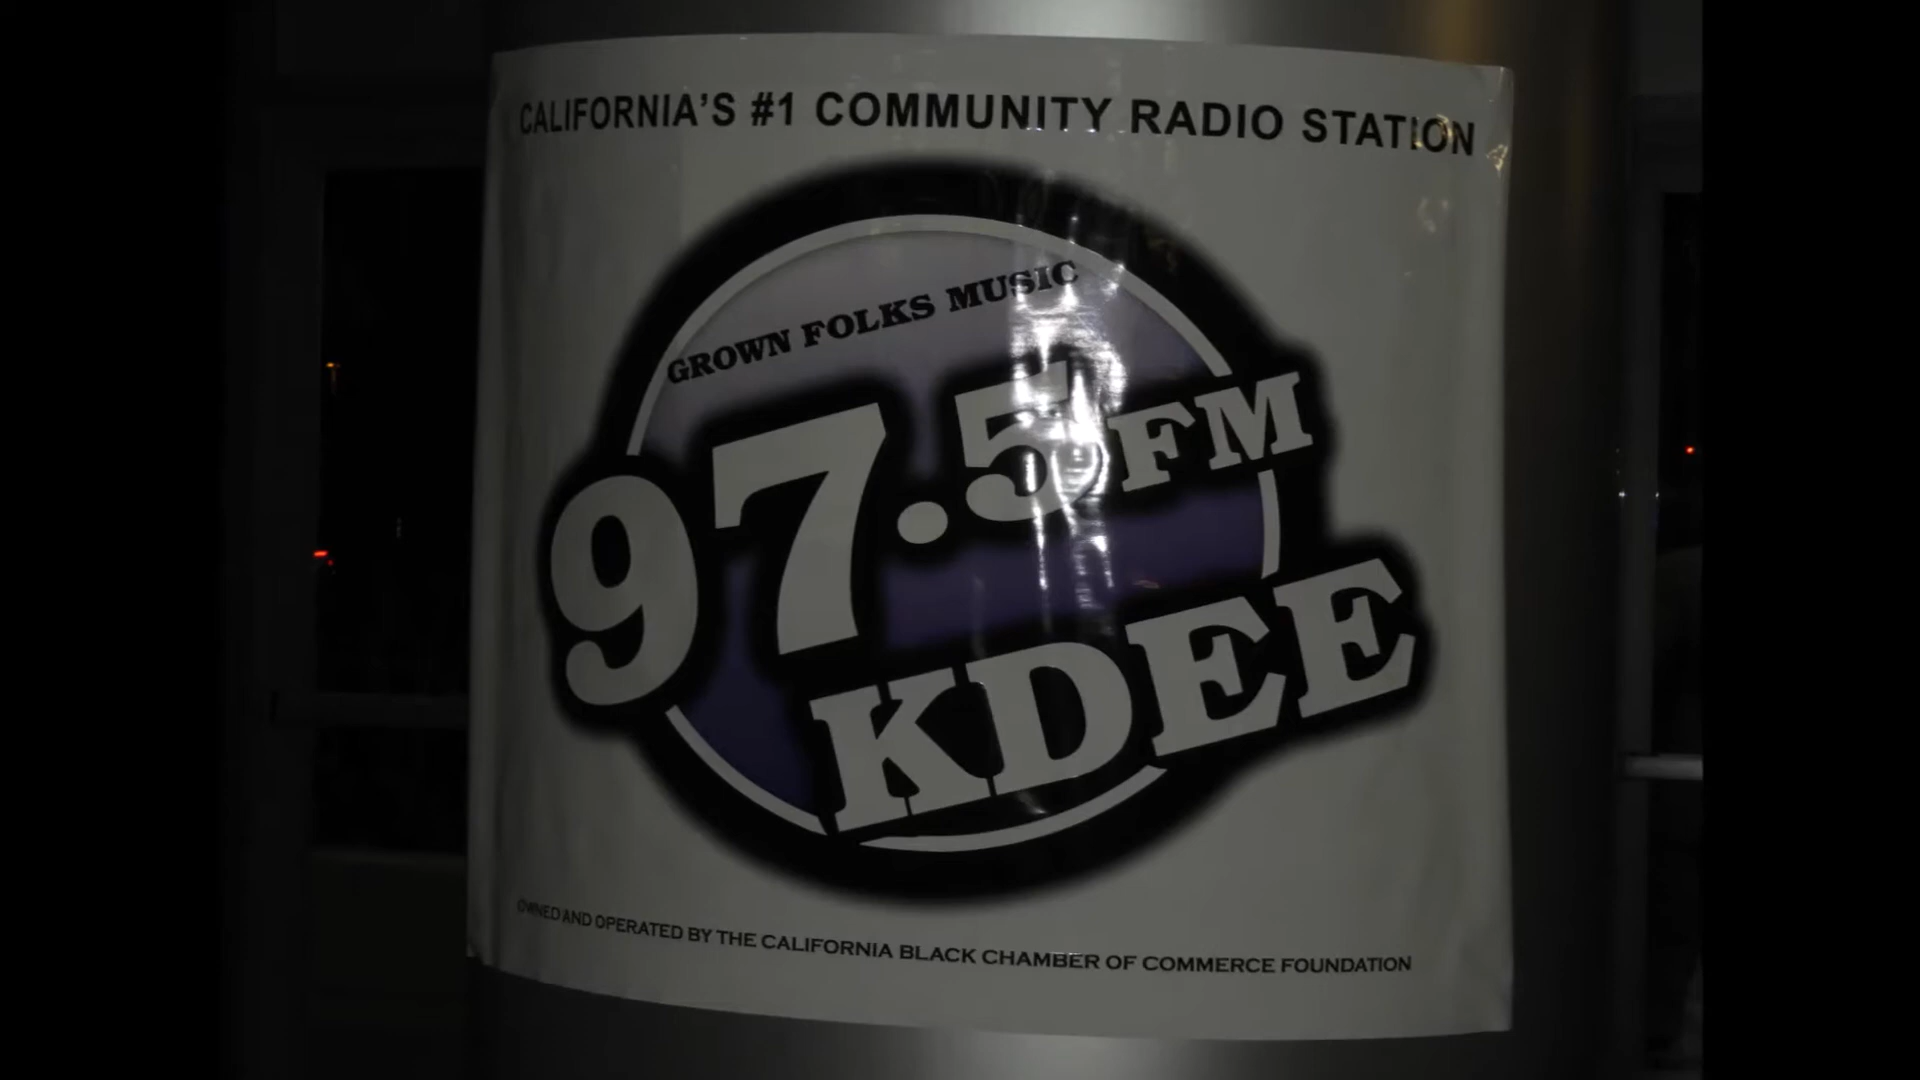 CALIFORNIA'S #1 COMMUNITY RADIO STATION
GROWN FOLKS MUSIC
97.5 FM
KDEE
OWNED AND OPERATED BY THE CALIFORNIA BLACK CHAMBER OF COMMERCE FOUNDATION